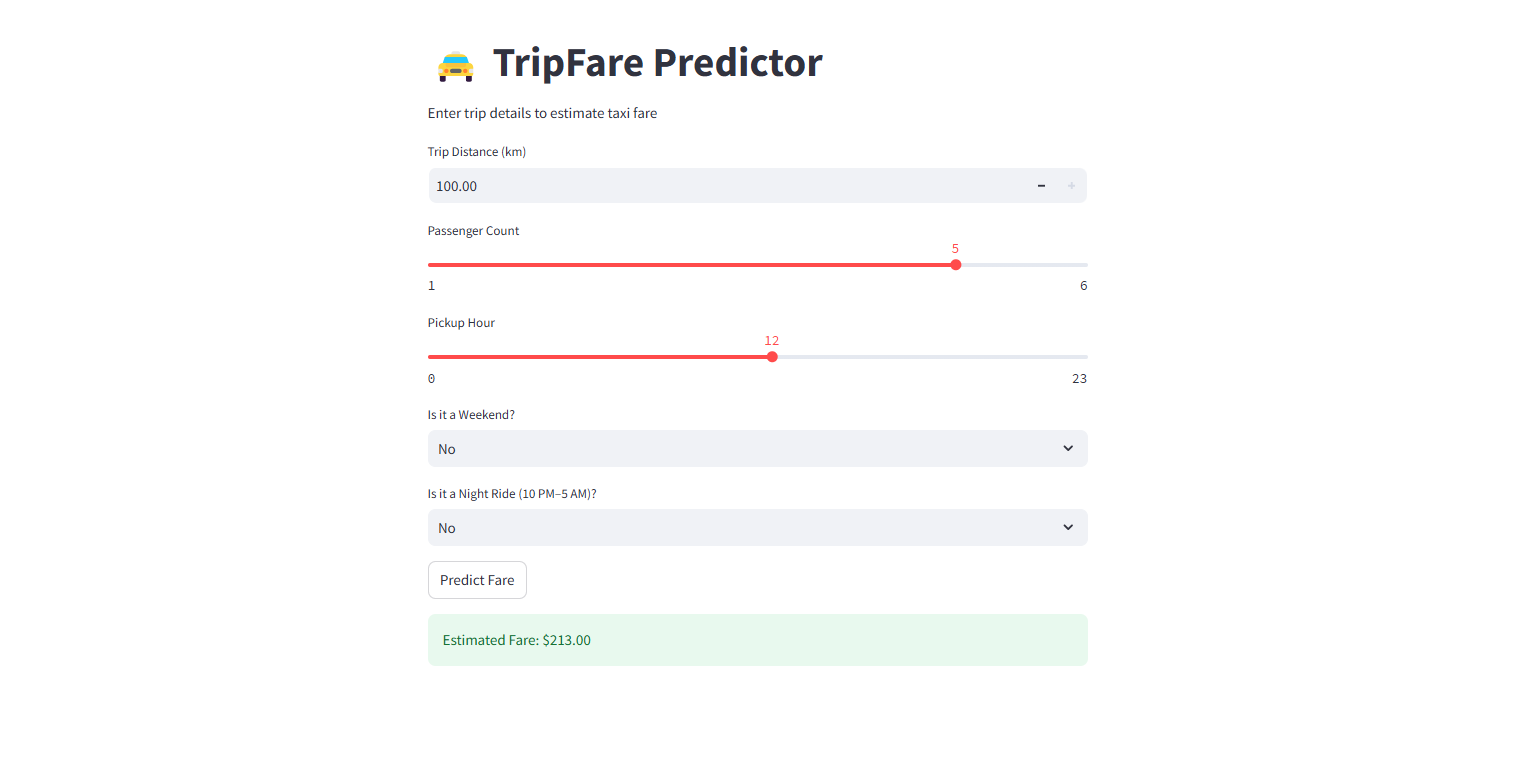 TripFare Predictor
Enter trip details to estimate taxi fare
Trip Distance (km)
100.00
Passenger Count
5
1 6
Pickup Hour
12
0 23
Is it a Weekend?
No
Is it a Night Ride (10 PM–5 AM)?
No
Predict Fare
Estimated Fare: $213.00